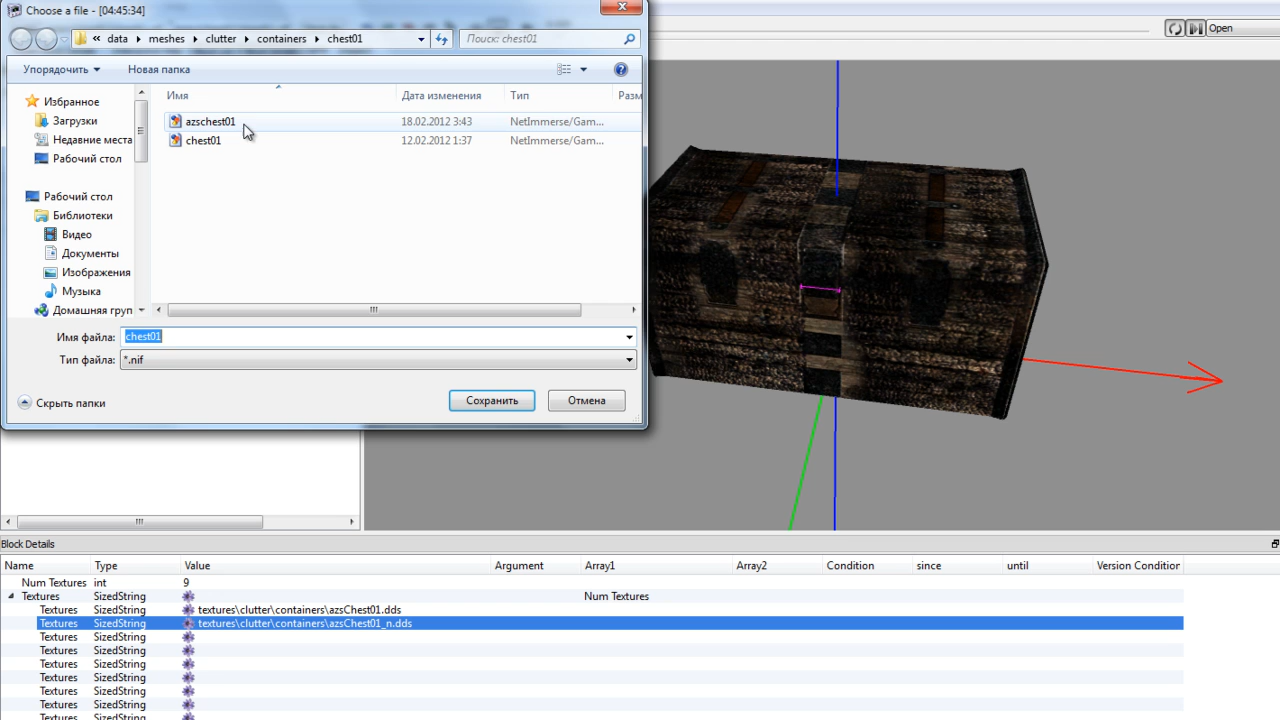 Choose a file - [04:45:34]
« data meshes clutter containers chest01
Поиск: chest01
Open
Упорядочить Новая папка
Имя Дата изменения Тип Разм
Избранное
Загрузки
Недавние места
Рабочий стол
azschest01 18.02.2012 3:43 NetImmerse/Gam...
chest01 12.02.2012 1:37 NetImmerse/Gam...
Рабочий стол
Библиотеки
Видео
Документы
Изображения
Музыка
Домашняя груп
Имя файла: chest01
Тип файла: *.nif
Скрыть папки Сохранить Отмена
Block Details
Name Type Value Argument Array1 Array2 Condition since until Version Condition
Num Textures int 9
Textures SizedString Num Textures
Textures SizedString textures\clutter\containers\azsChest01.dds
Textures SizedString textures\clutter\containers\azsChest01_n.dds
Textures SizedString
Textures SizedString
Textures SizedString
Textures SizedString
Textures SizedString
Textures SizedString
Textures SizedString